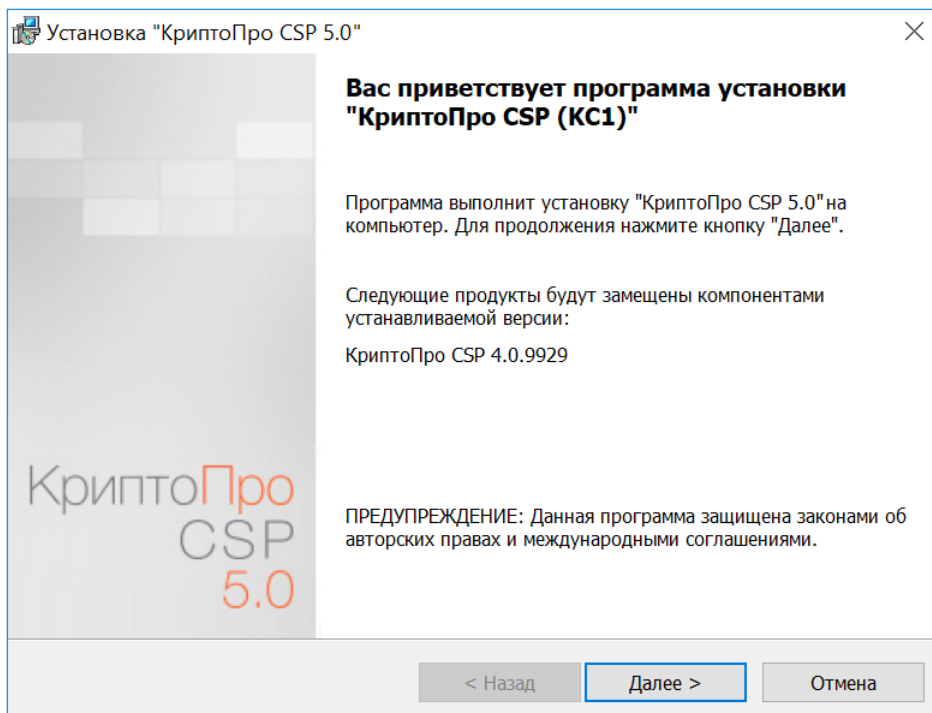 Установка "КриптоПро CSP 5.0"
Вас приветствует программа установки
"КриптоПро CSP (KC1)"
Программа выполнит установку "КриптоПро CSP 5.0"на
компьютер. Для продолжения нажмите кнопку "Далее".
Следующие продукты будут замещены компонентами
устанавливаемой версии:
КриптоПро CSP 4.0.9929
КриптоПро
CSP
5.0
ПРЕДУПРЕЖДЕНИЕ: Данная программа защищена законами об
авторских правах и международными соглашениями.
< Назад
Далее >
Отмена